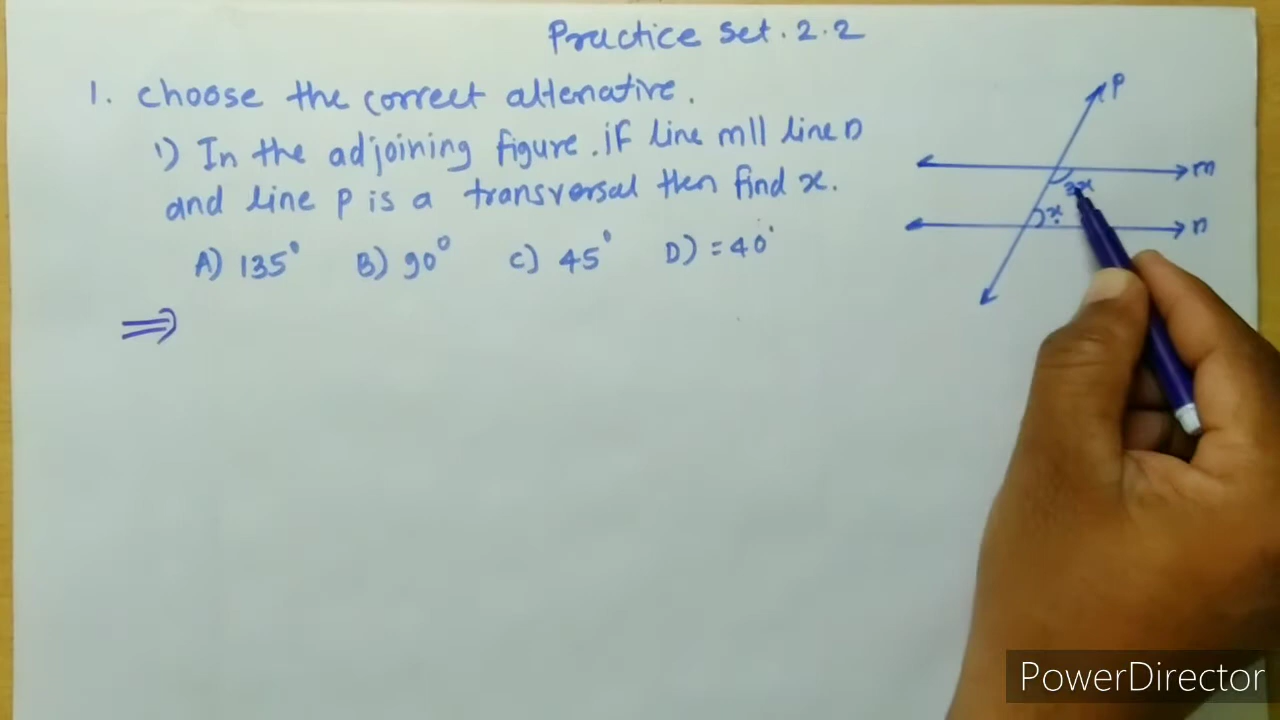 Practice Set. 2.2
1. Choose the correct altenative.
1) In the adjoining figure. if line m || line n
and line p is a transversal then find x.
A) 135° B) 90° C) 45° D) = 40°
⇒
p
m
3x
x
n
PowerDirector